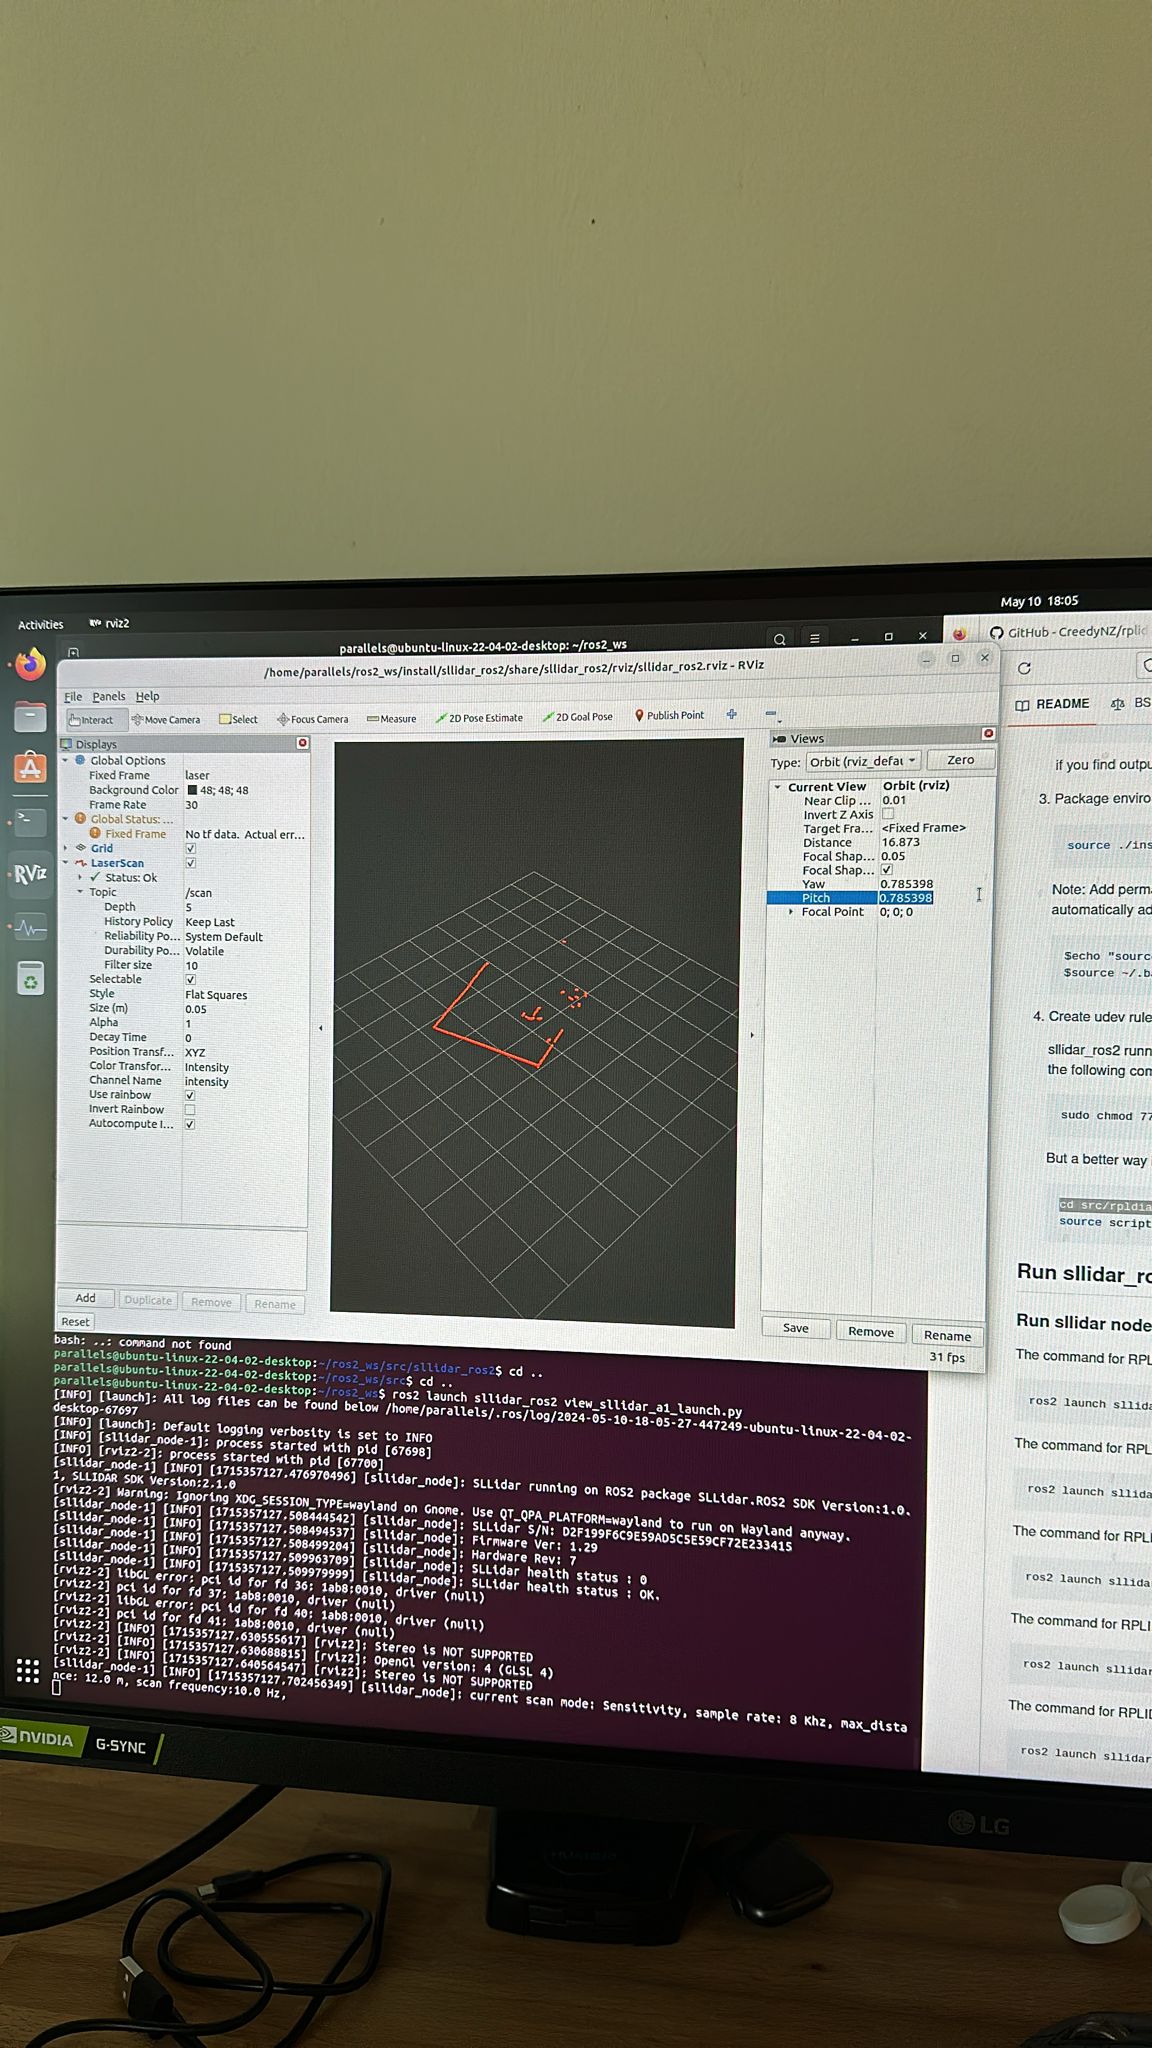 Activities
rviz2
May 10 18:05
parallels@ubuntu-linux-22-04-02-desktop: ~/ros2_ws
/home/parallels/ros2_ws/install/sllidar_ros2/share/sllidar_ros2/rviz/sllidar_ros2.rviz - RViz
File Panels Help
Interact Move Camera Select Focus Camera Measure 2D Pose Estimate 2D Goal Pose Publish Point
Displays
Global Options
Fixed Frame laser
Background Color 48; 48; 48
Frame Rate 30
Global Status: ...
Fixed Frame No tf data. Actual err...
Grid
LaserScan
Status: Ok
Topic /scan
Depth 5
History Policy Keep Last
Reliability Po... System Default
Durability Po... Volatile
Filter size 10
Selectable
Style Flat Squares
Size (m) 0.05
Alpha 1
Decay Time 0
Position Transf... XYZ
Color Transfor... Intensity
Channel Name intensity
Use rainbow
Invert Rainbow
Autocompute I...
Add Duplicate Remove Rename
Reset
Views
Type: Orbit (rviz_defau Zero
Current View Orbit (rviz)
Near Clip ... 0.01
Invert Z Axis
Target Fra... <Fixed Frame>
Distance 16.873
Focal Shap... 0.05
Focal Shap...
Yaw 0.785398
Pitch 0.785398
Focal Point 0; 0; 0
Save Remove Rename
31 fps
RViz
bash: ..: command not found
parallels@ubuntu-linux-22-04-02-desktop:~/ros2_ws/src/sllidar_ros2$ cd ..
parallels@ubuntu-linux-22-04-02-desktop:~/ros2_ws/src$ cd ..
parallels@ubuntu-linux-22-04-02-desktop:~/ros2_ws$ ros2 launch sllidar_ros2 view_sllidar_a1_launch.py
[INFO] [launch]: All log files can be found below /home/parallels/.ros/log/2024-05-10-18-05-27-447249-ubuntu-linux-22-04-02-
desktop-67697
[INFO] [launch]: Default logging verbosity is set to INFO
[INFO] [sllidar_node-1]: process started with pid [67698]
[INFO] [rviz2-2]: process started with pid [67700]
[sllidar_node-1] [INFO] [1715357127.476970496] [sllidar_node]: SLLidar running on ROS2 package SLLidar.ROS2 SDK Version:1.0.
1, SLLIDAR SDK Version:2.1.0
[rviz2-2] Warning: Ignoring XDG_SESSION_TYPE=wayland on Gnome. Use QT_QPA_PLATFORM=wayland to run on Wayland anyway.
[sllidar_node-1] [INFO] [1715357127.508444542] [sllidar_node]: SLLidar S/N: D2F199F6C9E59AD5C5E59CF72E233415
[sllidar_node-1] [INFO] [1715357127.508494537] [sllidar_node]: Firmware Ver: 1.29
[sllidar_node-1] [INFO] [1715357127.508499204] [sllidar_node]: Hardware Rev: 7
[sllidar_node-1] [INFO] [1715357127.509963709] [sllidar_node]: SLLidar health status : 0
[sllidar_node-1] [INFO] [1715357127.509979999] [sllidar_node]: SLLidar health status : OK.
[rviz2-2] libGL error: pci id for fd 36: 1ab8:0010, driver (null)
[rviz2-2] pci id for fd 37: 1ab8:0010, driver (null)
[rviz2-2] libGL error: pci id for fd 40: 1ab8:0010, driver (null)
[rviz2-2] pci id for fd 41: 1ab8:0010, driver (null)
[rviz2-2] [INFO] [1715357127.630555617] [rviz2]: Stereo is NOT SUPPORTED
[rviz2-2] [INFO] [1715357127.630688815] [rviz2]: OpenGl version: 4 (GLSL 4)
[rviz2-2] [INFO] [1715357127.640564547] [rviz2]: Stereo is NOT SUPPORTED
[sllidar_node-1] [INFO] [1715357127.702456349] [sllidar_node]: current scan mode: Sensitivity, sample rate: 8 Khz, max_dista
nce: 12.0 m, scan frequency:10.0 Hz,
GitHub - CreedyNZ/rplid
README
BS
if you find outpu
3. Package enviro
source ./ins
Note: Add perma
automatically ad
$echo "sourc
$source ~/.b
4. Create udev rule
sllidar_ros2 runn
the following com
sudo chmod 77
But a better way
cd src/rpldia
source script
Run sllidar_ro
Run sllidar node
The command for RPL
ros2 launch sllida
The command for RPL
ros2 launch sllida
The command for RPL
ros2 launch sllida
The command for RPLI
ros2 launch sllidar
The command for RPLI
ros2 launch sllidar
NVIDIA G-SYNC
LG